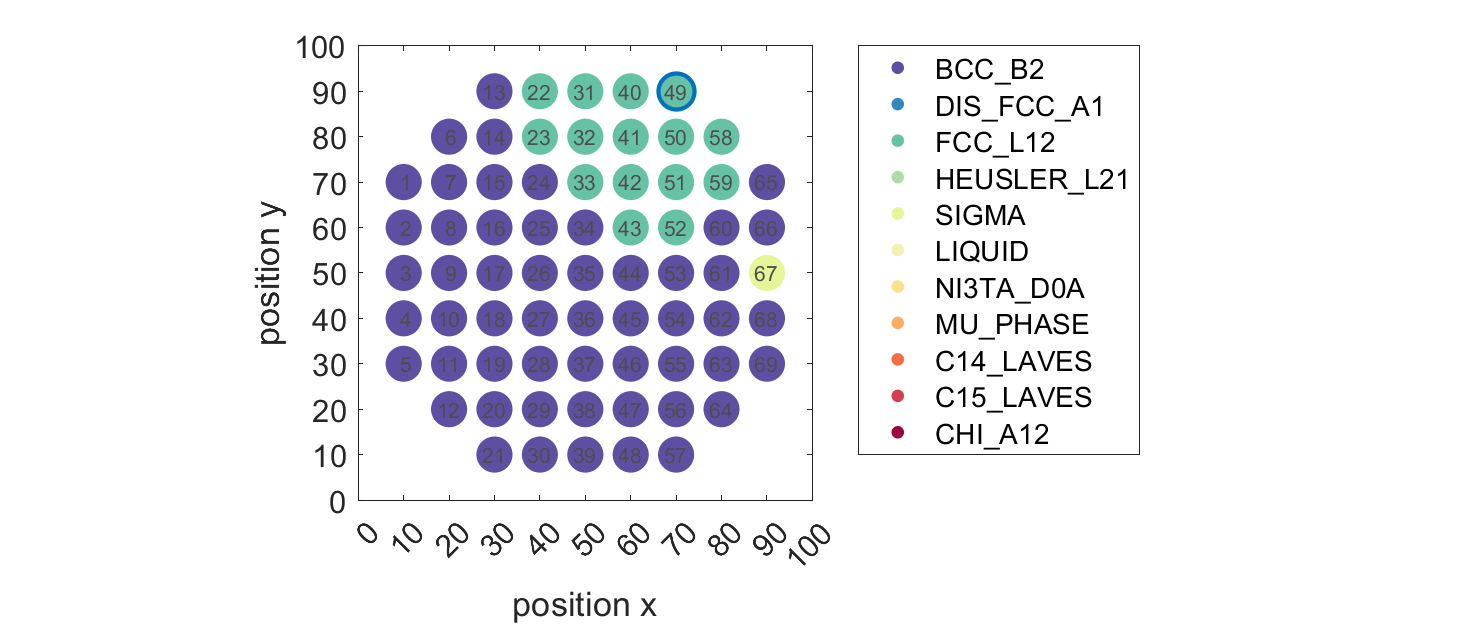 100
90
80
70
60
50
40
30
20
10
0
position y
13 22 31 40 49
6 14 23 32 41 50 58
1 7 15 24 33 42 51 59 65
2 8 16 25 34 43 52 60 66
3 9 17 26 35 44 53 61 67
4 10 18 27 36 45 54 62 68
5 11 19 28 37 46 55 63 69
12 20 29 38 47 56 64
21 30 39 48 57
0 10 20 30 40 50 60 70 80 90 100
position x
BCC_B2
DIS_FCC_A1
FCC_L12
HEUSLER_L21
SIGMA
LIQUID
NI3TA_D0A
MU_PHASE
C14_LAVES
C15_LAVES
CHI_A12